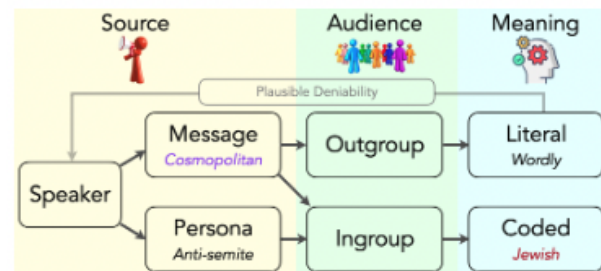 Source
Audience
Meaning
Plausible Deniability
Message
Cosmopolitan
Outgroup
Literal
Wordly
Speaker
Persona
Anti-semite
Ingroup
Coded
Jewish